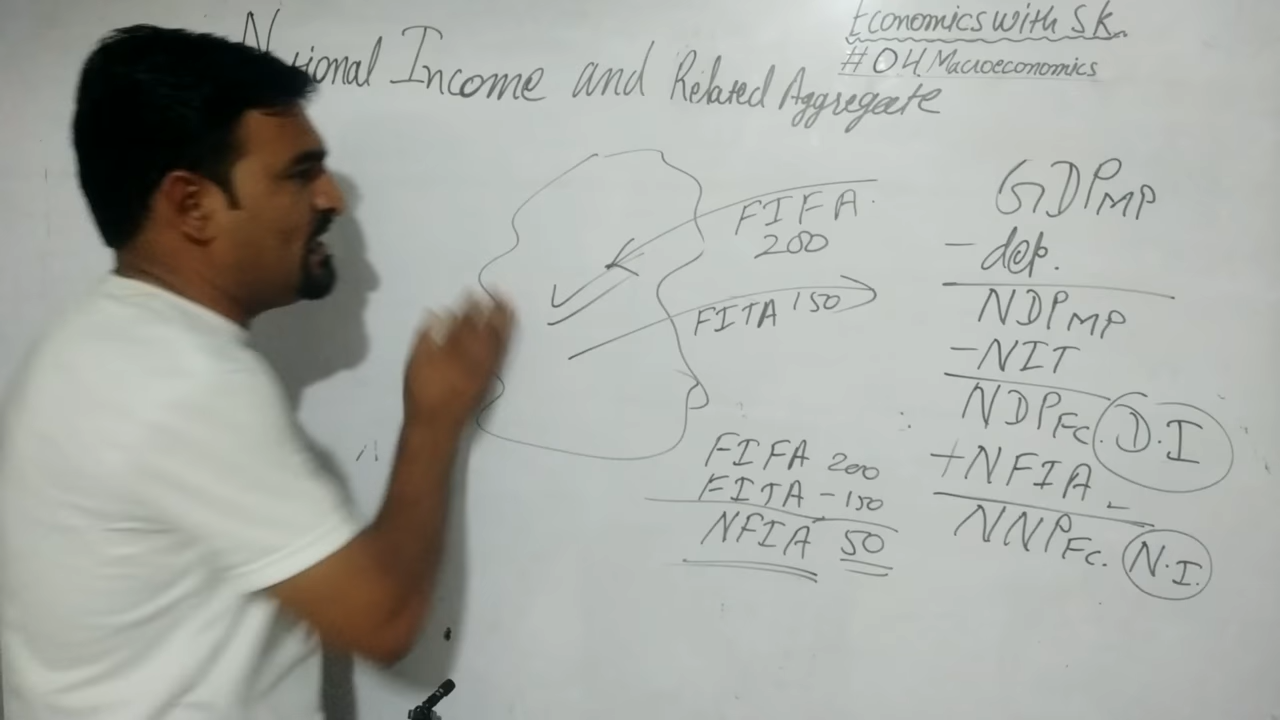 National Income and Related Aggregate
Economics with S K.
#04 Macroeconomics
FIFA.
200
FITA 150
FIFA 200
FITA - 150
NFIA 50
GDPMP
- dep.
NDPMP
- NIT
NDPFC. D.I
+ NFIA
NNPFC. N.I.